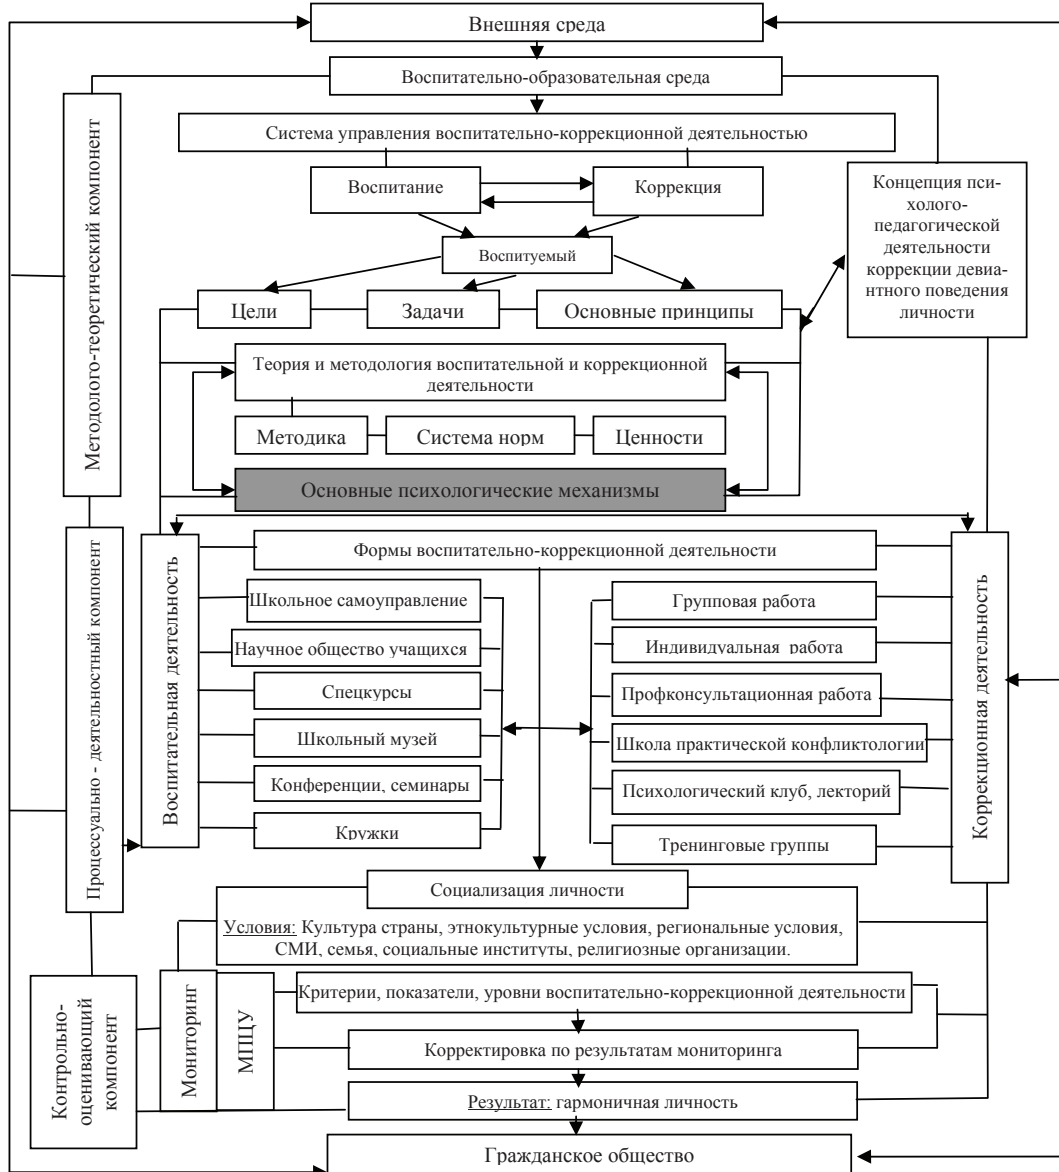 Внешняя среда
Воспитательно-образовательная среда
Система управления воспитательно-коррекционной деятельностью
Воспитание
Коррекция
Концепция пси-
холого-
педагогической
деятельности
коррекции девиа-
нтного поведения
личности
Воспитуемый
Цели
Задачи
Основные принципы
Методолого-теоретический компонент
Теория и методология воспитательной и коррекционной
деятельности
Методика
Система норм
Ценности
Основные психологические механизмы
Процессуально - деятельностный компонент
Воспитательная деятельность
Формы воспитательно-коррекционной деятельности
Школьное самоуправление
Научное общество учащихся
Спецкурсы
Школьный музей
Конференции, семинары
Кружки
Групповая работа
Индивидуальная работа
Профконсультационная работа
Школа практической конфликтологии
Психологический клуб, лекторий
Тренинговые группы
Коррекционная деятельность
Социализация личности
Условия: Культура страны, этнокультурные условия, региональные условия,
СМИ, семья, социальные институты, религиозные организации.
Контрольно-
оценивающий
компонент
Мониторинг
МПЦУ
Критерии, показатели, уровни воспитательно-коррекционной деятельности
Корректировка по результатам мониторинга
Результат: гармоничная личность
Гражданское общество